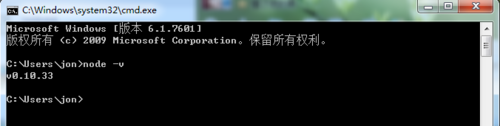 C:\Windows\system32\cmd.exe
Microsoft Windows [版本 6.1.7601]
版权所有 (c) 2009 Microsoft Corporation。保留所有权利。
C:\Users\jon>node -v
v0.10.33
C:\Users\jon>